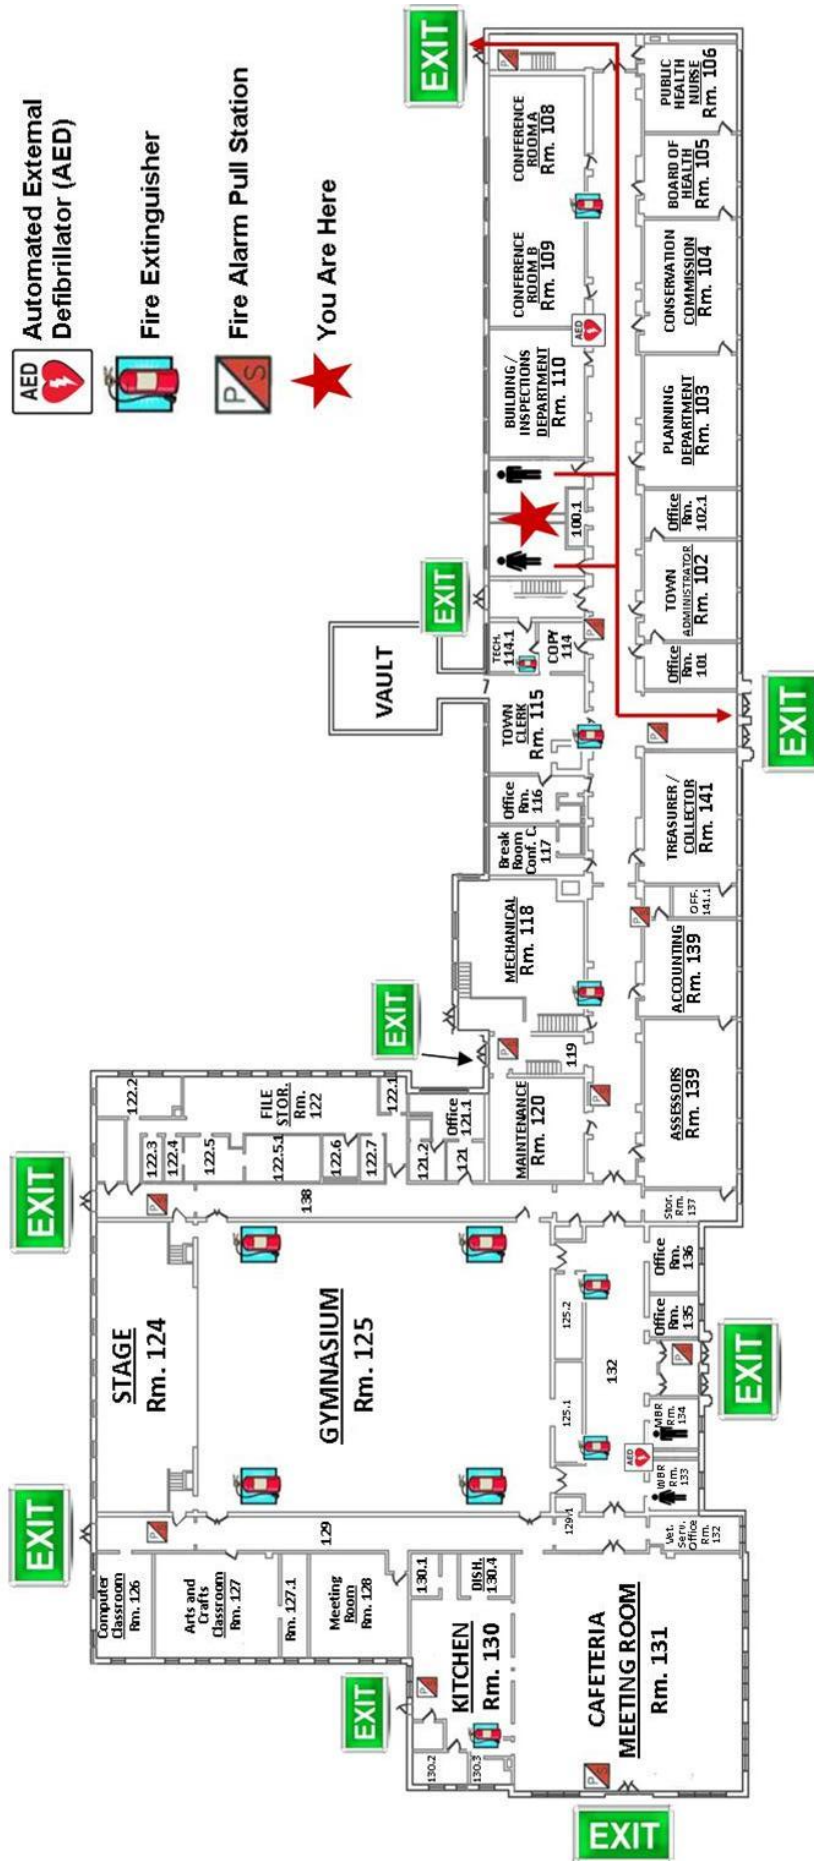 AED
Automated External
Defibrillator (AED)
Fire Extinguisher
P
S
Fire Alarm Pull Station
You Are Here
EXIT
EXIT
EXIT
EXIT
EXIT
EXIT
EXIT
EXIT
EXIT
STAGE
Rm. 124
GYMNASIUM
Rm. 125
Computer
Classroom
Rm. 126
Arts and
Crafts
Classroom
Rm. 127
Rm. 127.1
Meeting
Room
Rm. 128
129
129.1
KITCHEN
Rm. 130
130.1
DISH.
130.4
130.2
130.3
CAFETERIA
MEETING ROOM
Rm. 131
Vet.
Serv.
Office
Rm.
132
WBR
Rm.
133
MBR
Rm.
134
132
125.1
125.2
Office
Rm.
135
Office
Rm.
136
Stor.
Rm.
137
138
122.2
FILE
STOR.
Rm.
122
122.1
122.3
122.4
122.5
122.5.1
122.6
122.7
Office
121.1
121.2
121
MAINTENANCE
Rm. 120
119
MECHANICAL
Rm. 118
Break
Room
Conf. C.
117
Office
Rm.
116
TOWN
CLERK
Rm. 115
VAULT
TECH.
114.1
COPY
114
100.1
BUILDING /
INSPECTIONS
DEPARTMENT
Rm. 110
AED
CONFERENCE
ROOM B
Rm. 109
CONFERENCE
ROOM A
Rm. 108
ASSESSORS
Rm. 139
ACCOUNTING
Rm. 139
OFF.
141.1
TREASURER /
COLLECTOR
Rm. 141
Office
Rm.
101
TOWN
ADMINISTRATOR
Rm. 102
Office
Rm.
102.1
PLANNING
DEPARTMENT
Rm. 103
CONSERVATION
COMMISSION
Rm. 104
BOARD OF
HEALTH
Rm. 105
PUBLIC
HEALTH
NURSE
Rm. 106
AED
P
S
P
S
P
S
P
S
P
S
P
S
P
S
P
S
P
S
P
S
P
S